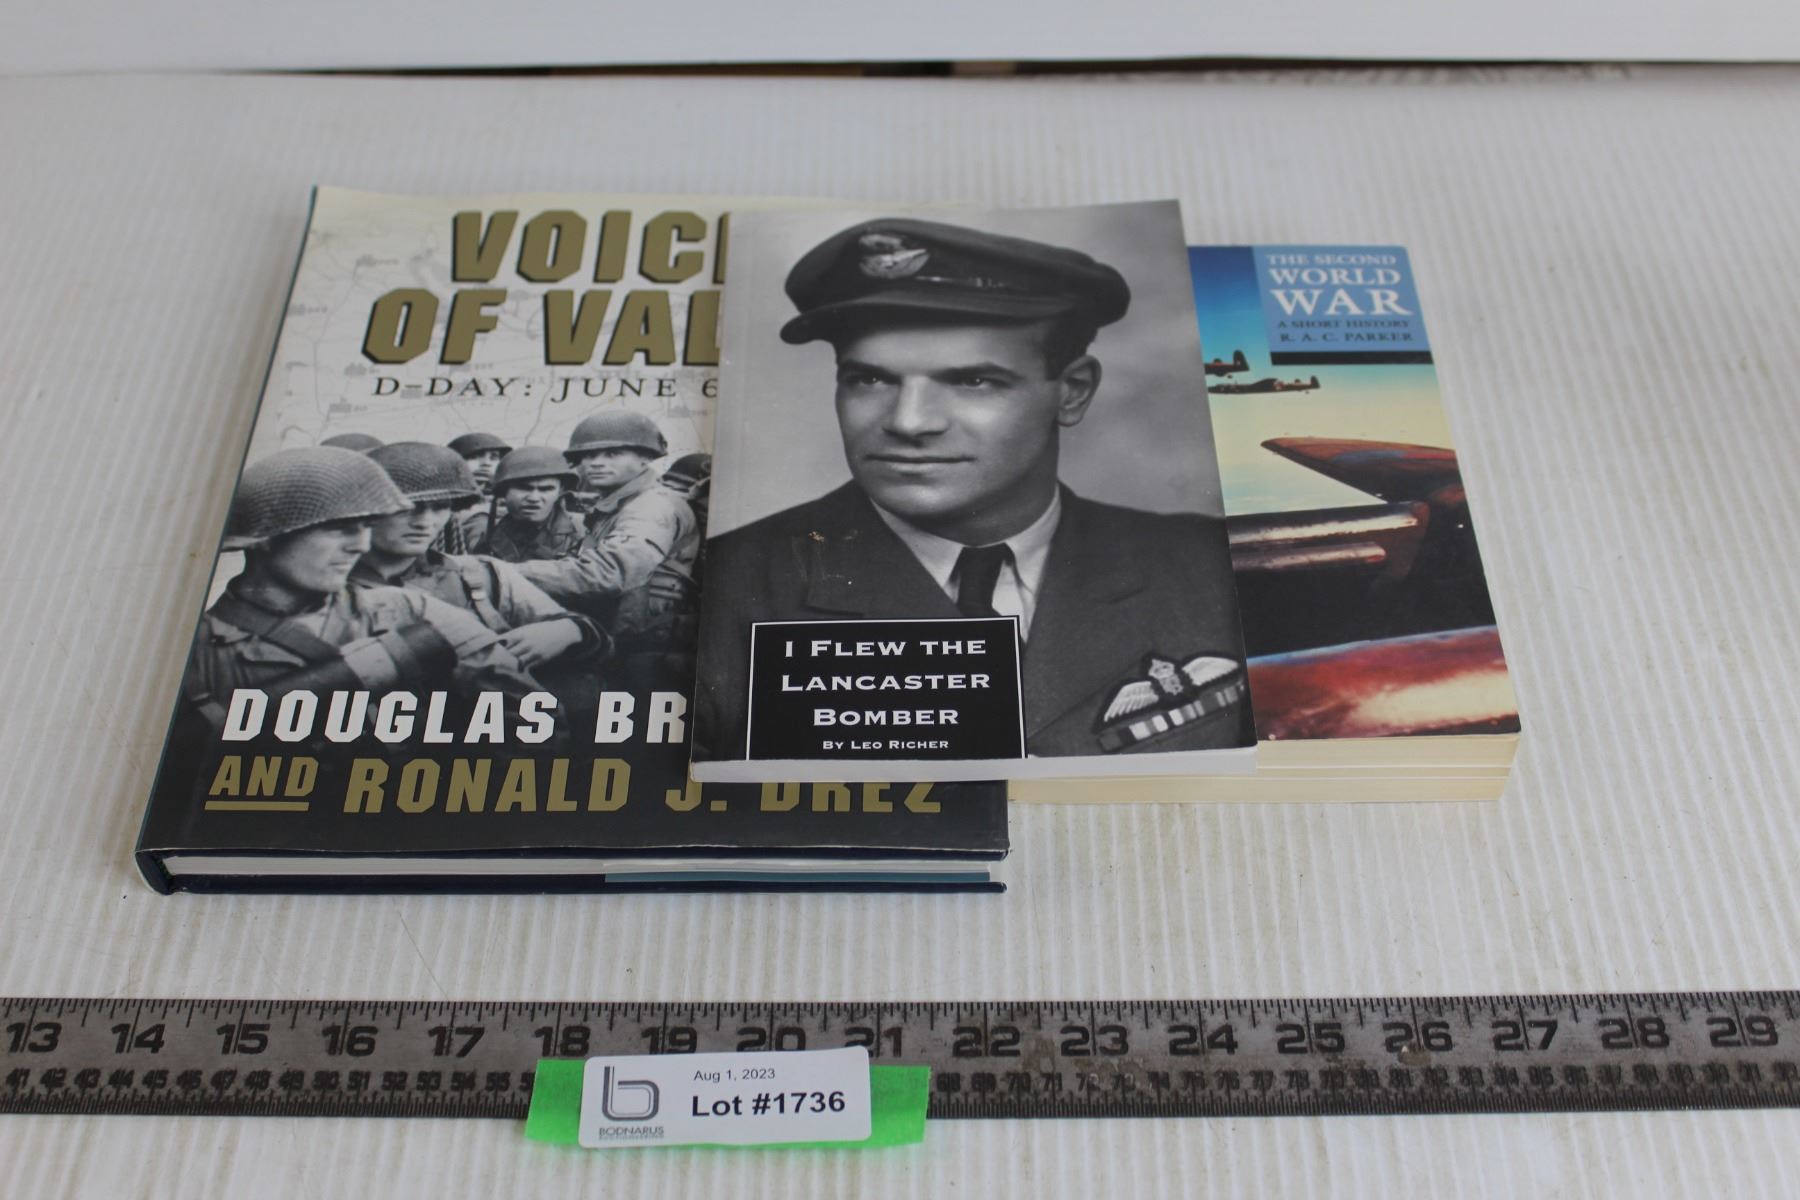 VOIC
OF VAL
D-DAY: JUNE 6
DOUGLAS BR
AND RONALD J. DREZ
I FLEW THE
LANCASTER
BOMBER
BY LEO RICHER
THE SECOND
WORLD
WAR
A SHORT HISTORY
R. A. C. PARKER
13 14 15 16 17 18 19 20 21 22 23 24 25 26 27 28 29
Aug 1, 2023
Lot #1736
b
BODNARUS
AUCTIONEERING